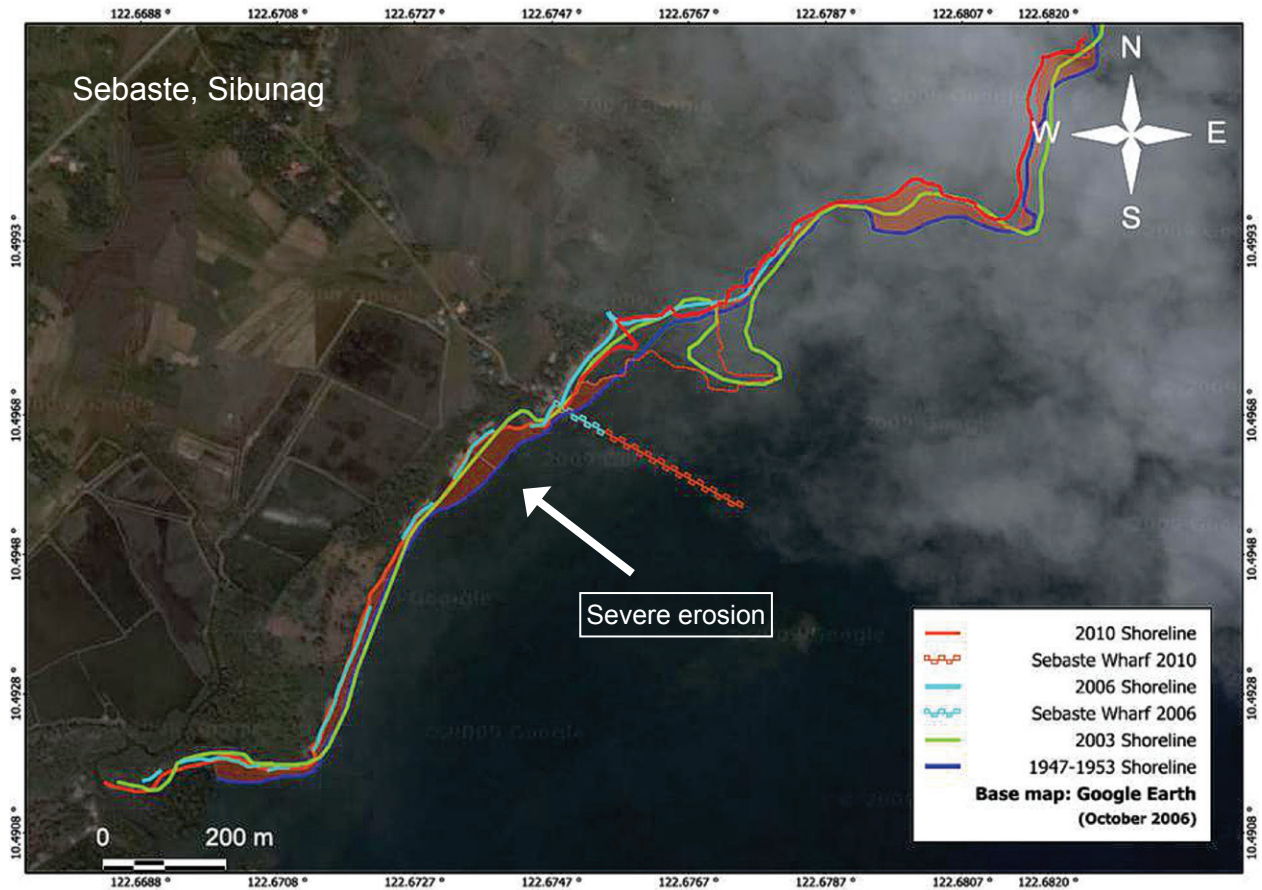 122.6688 ° 122.6708 ° 122.6727 ° 122.6747 ° 122.6767 ° 122.6787 ° 122.6807 ° 122.6820 °
Sebaste, Sibunag
N
W E
S
10.4993 ° 10.4993 °
10.4968 ° 10.4968 °
10.4948 ° 10.4948 °
10.4928 ° 10.4928 °
10.4908 ° 10.4908 °
Severe erosion
2010 Shoreline
Sebaste Wharf 2010
2006 Shoreline
Sebaste Wharf 2006
2003 Shoreline
1947-1953 Shoreline
Base map: Google Earth
(October 2006)
0 200 m
122.6688 ° 122.6708 ° 122.6727 ° 122.6747 ° 122.6767 ° 122.6787 ° 122.6807 ° 122.6820 °